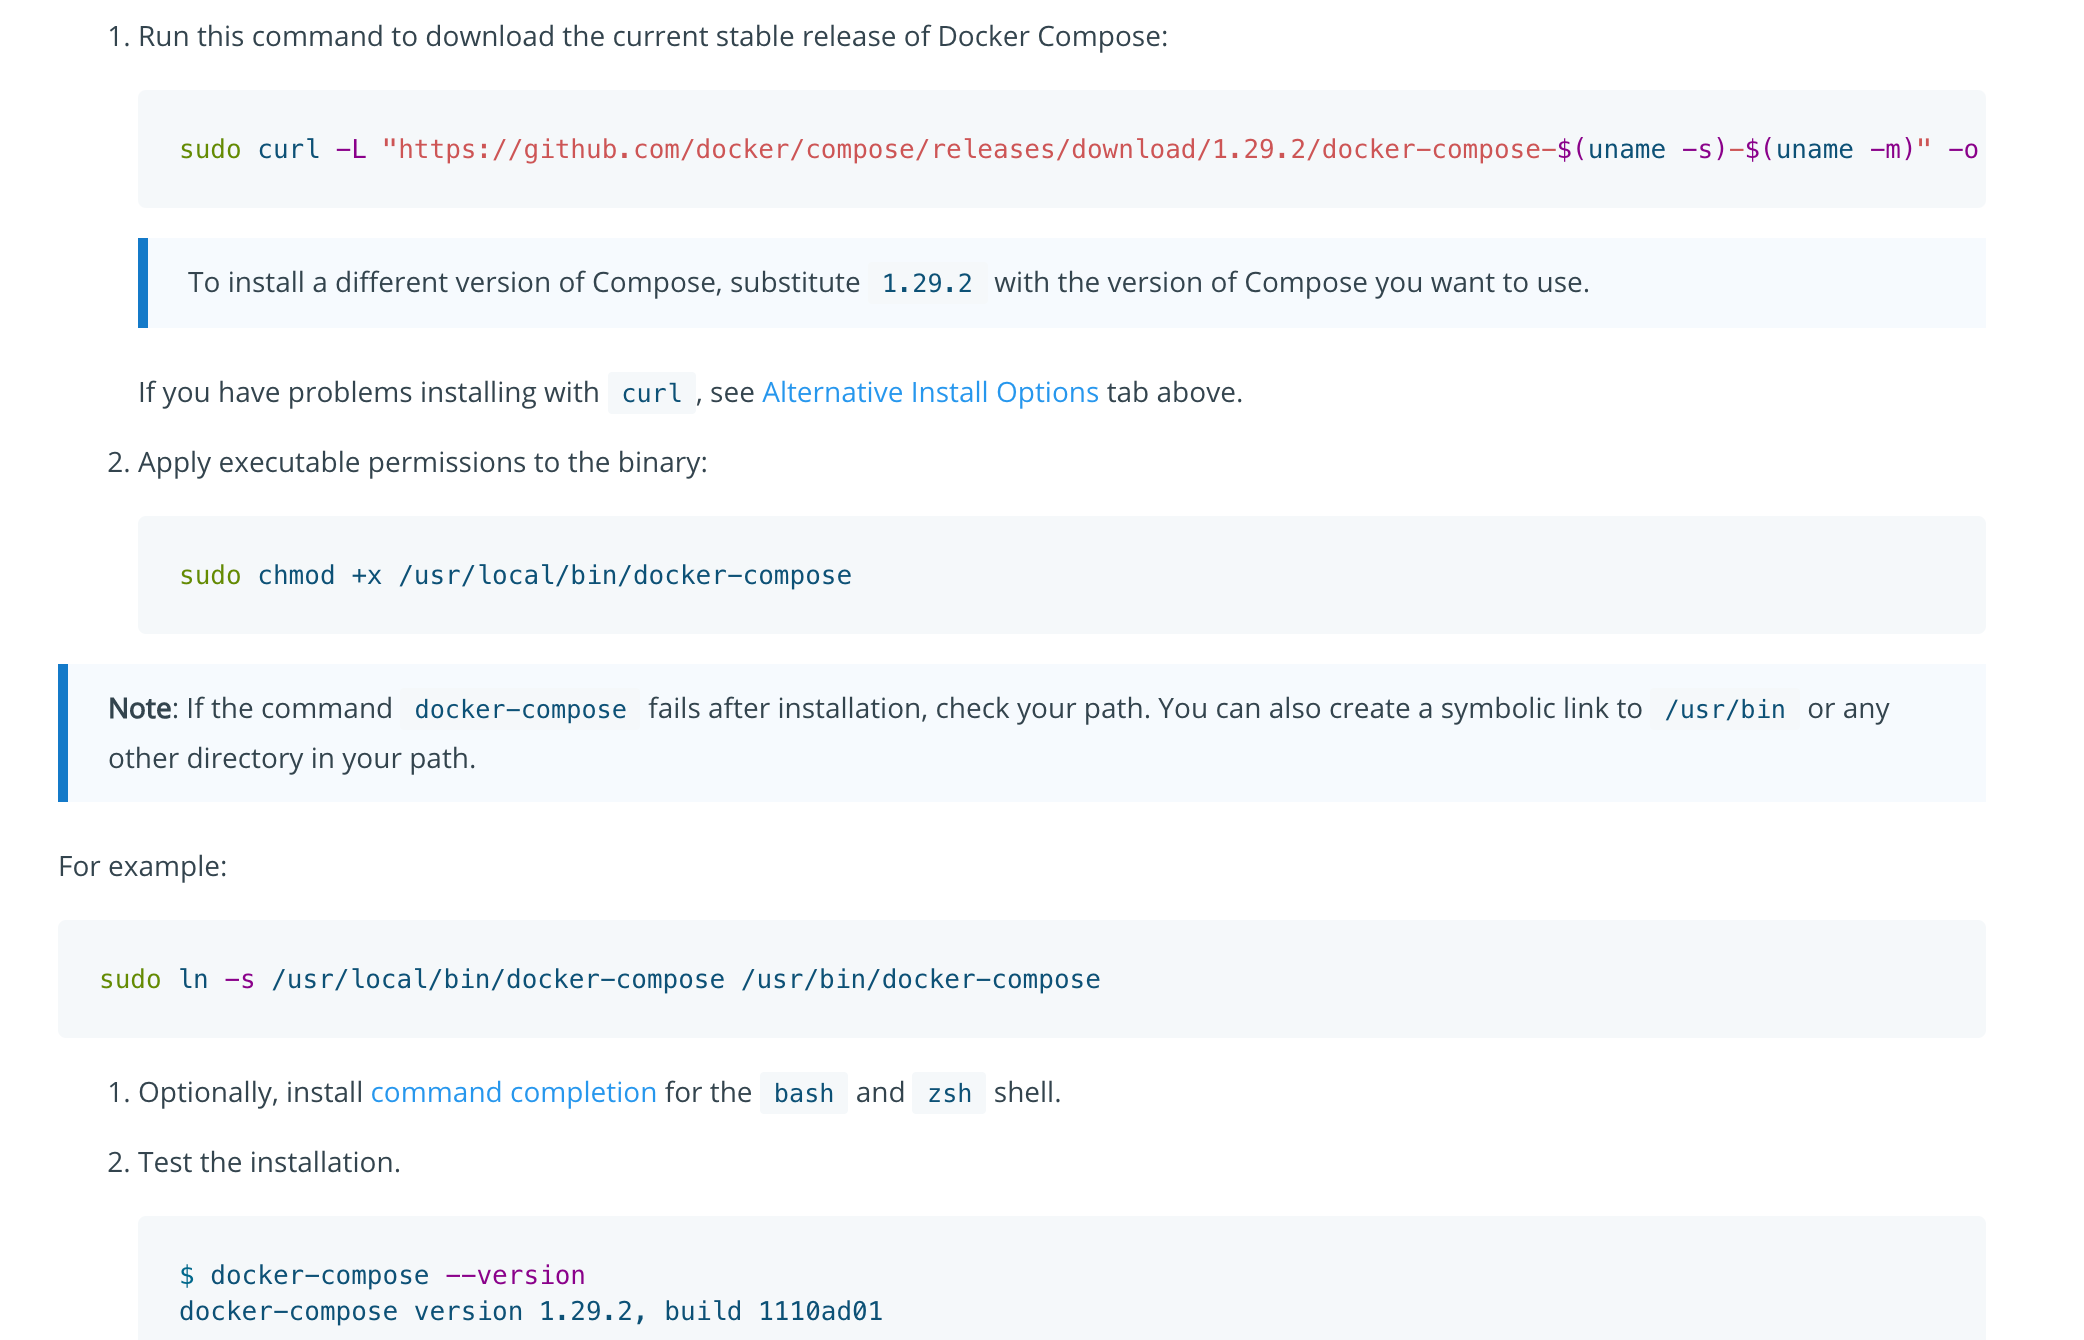 1. Run this command to download the current stable release of Docker Compose:
sudo curl -L "https://github.com/docker/compose/releases/download/1.29.2/docker-compose-$(uname -s)-$(uname -m)" -o
To install a different version of Compose, substitute 1.29.2 with the version of Compose you want to use.
If you have problems installing with curl, see Alternative Install Options tab above.
2. Apply executable permissions to the binary:
sudo chmod +x /usr/local/bin/docker-compose
Note: If the command docker-compose fails after installation, check your path. You can also create a symbolic link to /usr/bin or any
other directory in your path.
For example:
sudo ln -s /usr/local/bin/docker-compose /usr/bin/docker-compose
1. Optionally, install command completion for the bash and zsh shell.
2. Test the installation.
$ docker-compose --version
docker-compose version 1.29.2, build 1110ad01